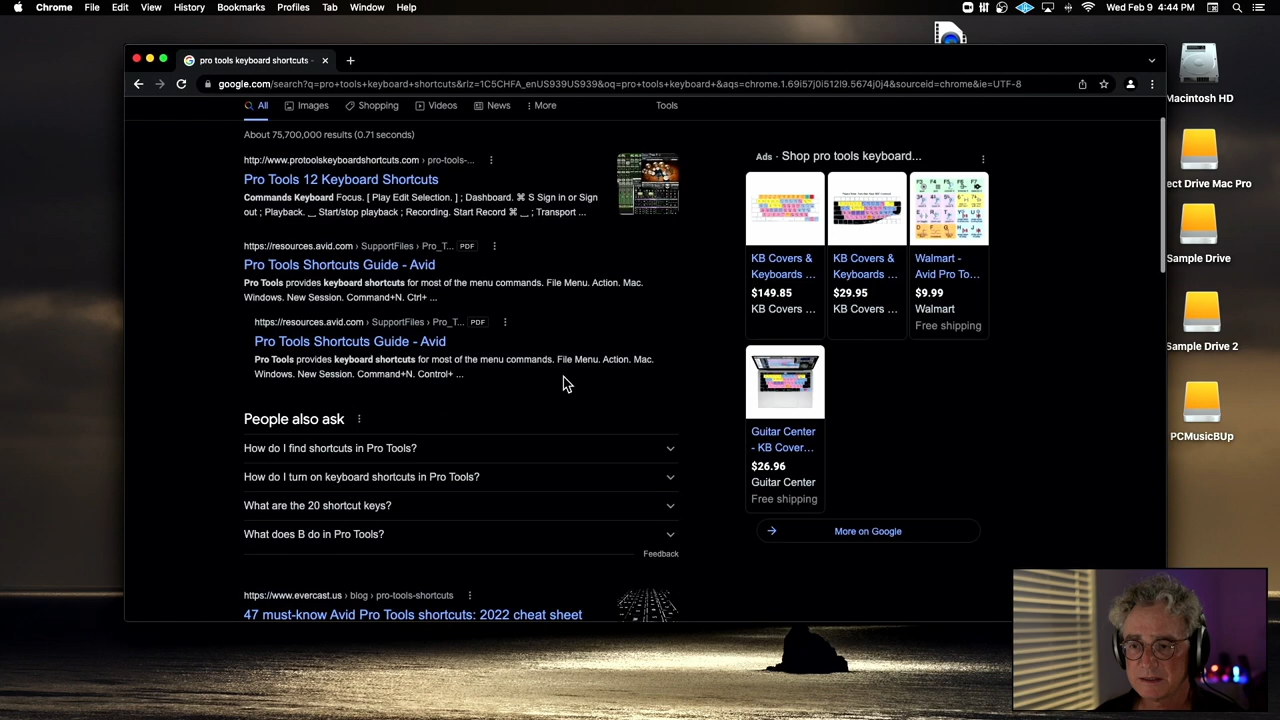 Chrome File Edit View History Bookmarks Profiles Tab Window Help
Wed Feb 9 4:44 PM
pro tools keyboard shortcuts -
google.com/search?q=pro+tools+keyboard+shortcuts&rlz=1C5CHFA_enUS939US939&oq=pro+tools+keyboard+&aqs=chrome.1.69i57j0i512l9.5674j0j4&sourceid=chrome&ie=UTF-8
All Images Shopping Videos News More Tools
About 75,700,000 results (0.71 seconds)
http://www.protoolskeyboardshortcuts.com › pro-tools-...
Pro Tools 12 Keyboard Shortcuts
Commands Keyboard Focus. [ Play Edit Selection. ] ; Dashboard. ⌘ S Sign in or Sign
out ; Playback. ⎵ Start/stop playback ; Recording. Start Record ⌘ ⎵ ; Transport ...
https://resources.avid.com › SupportFiles › Pro_T... PDF
Pro Tools Shortcuts Guide - Avid
Pro Tools provides keyboard shortcuts for most of the menu commands. File Menu. Action. Mac.
Windows. New Session. Command+N. Ctrl+ ...
https://resources.avid.com › SupportFiles › Pro_T... PDF
Pro Tools Shortcuts Guide - Avid
Pro Tools provides keyboard shortcuts for most of the menu commands. File Menu. Action. Mac.
Windows. New Session. Command+N. Control+ ...
People also ask
How do I find shortcuts in Pro Tools?
How do I turn on keyboard shortcuts in Pro Tools?
What are the 20 shortcut keys?
What does B do in Pro Tools?
Feedback
https://www.evercast.us › blog › pro-tools-shortcuts
47 must-know Avid Pro Tools shortcuts: 2022 cheat sheet
Ads · Shop pro tools keyboard...
KB Covers &
Keyboards ...
$149.85
KB Covers ...
KB Covers &
Keyboards ...
$29.95
KB Covers ...
Walmart -
Avid Pro To...
$9.99
Walmart
Free shipping
Guitar Center
- KB Cover...
$26.96
Guitar Center
Free shipping
More on Google
Macintosh HD
ect Drive Mac Pro
Sample Drive
Sample Drive 2
PCMusicBUp